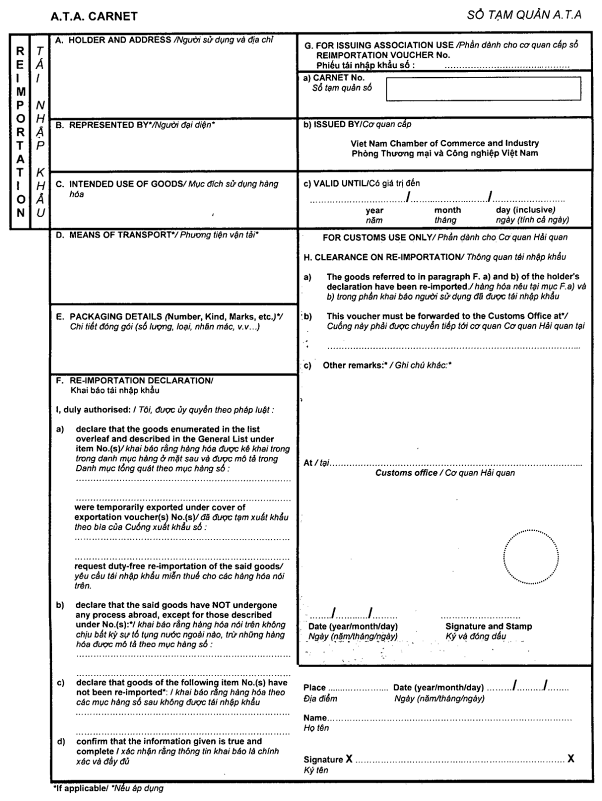 A.T.A. CARNET
SỔ TẠM QUẢN A.T.A
REIMPORTATION
TÁI NHẬP KHẨU
A. HOLDER AND ADDRESS /Người sử dụng và địa chỉ
B. REPRESENTED BY*/Người đại diện*
C. INTENDED USE OF GOODS/ Mục đích sử dụng hàng
hóa
D. MEANS OF TRANSPORT*/ Phương tiện vận tải*
E. PACKAGING DETAILS (Number, Kind, Marks, etc.)*/
Chi tiết đóng gói (số lượng, loại, nhãn mác, v.v…)
F. RE-IMPORTATION DECLARATION/
Khai báo tái nhập khẩu
I, duly authorised: / Tôi, được ủy quyền theo pháp luật :
a) declare that the goods enumerated in the list
overleaf and described in the General List under
item No.(s)/ khai báo rằng hàng hóa được kê khai trong
trong danh mục hàng ở mặt sau và được mô tả trong
Danh mục tổng quát theo mục hàng số :
were temporarily exported under cover of
exportation voucher(s) No.(s)/ đã được tạm xuất khẩu
theo bìa của Cuống xuất khẩu số :
request duty-free re-importation of the said goods/
yêu cầu tái nhập khẩu miễn thuế cho các hàng hóa nói
trên.
b) declare that the said goods have NOT undergone
any process abroad, except for those described
under No.(s):*/ khai báo rằng hàng hóa nói trên không
chịu bất kỳ sự tố tụng nước ngoài nào, trừ những hàng
hóa được mô tả theo mục hàng số :
c) declare that goods of the following item No.(s) have
not been re-imported*: / khai báo rằng hàng hóa theo
các mục hàng số sau không được tái nhập khẩu
d) confirm that the information given is true and
complete / xác nhận rằng thông tin khai báo là chính
xác và đầy đủ
G. FOR ISSUING ASSOCIATION USE /Phần dành cho cơ quan cấp sổ
REIMPORTATION VOUCHER No.
Phiếu tái nhập khẩu số : ..............................
a) CARNET No.
Sổ tạm quản số
b) ISSUED BY/Cơ quan cấp
Viet Nam Chamber of Commerce and Industry
Phòng Thương mại và Công nghiệp Việt Nam
c) VALID UNTIL/Có giá trị đến
................/................/................
year month day (inclusive)
năm tháng ngày (tính cả ngày)
FOR CUSTOMS USE ONLY/ Phần dành cho Cơ quan Hải quan
H. CLEARANCE ON RE-IMPORTATION/ Thông quan tái nhập khẩu
a) The goods referred to in paragraph F. a) and b) of the holder's
declaration have been re-imported./ hàng hóa nêu tại mục F.a) và
b) trong phần khai báo người sử dụng đã được tái nhập khẩu
b) This voucher must be forwarded to the Customs Office at*/
Cuống này phải được chuyển tiếp tới cơ quan Cơ quan Hải quan tại
c) Other remarks:* / Ghi chú khác:*
At / tại..............................
Customs office / Cơ quan Hải quan
......../......../........
Date (year/month/day) Signature and Stamp
Ngày (năm/tháng/ngày) Ký và đóng dấu
Place .................. Date (year/month/day) ......./......./.......
Địa điểm Ngày (năm/tháng/ngày)
Name..............................
Họ tên
Signature X .............................. X
Ký tên
*If applicable/ *Nếu áp dụng